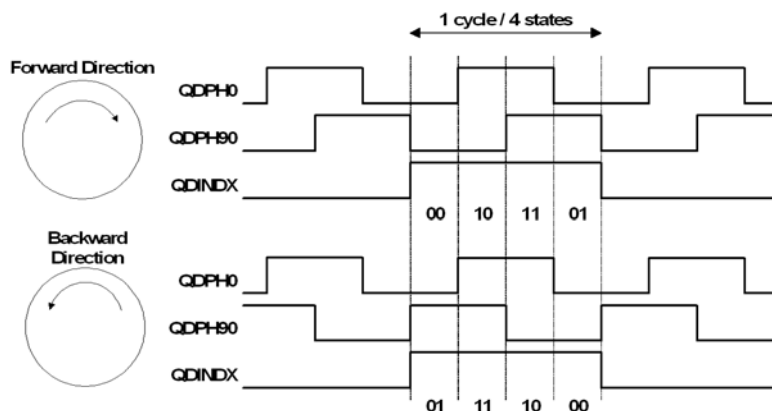 1 cycle / 4 states
Forward Direction
QDPH0
QDPH90
QDINDX
00 10 11 01
Backward
Direction
QDPH0
QDPH90
QDINDX
01 11 10 00